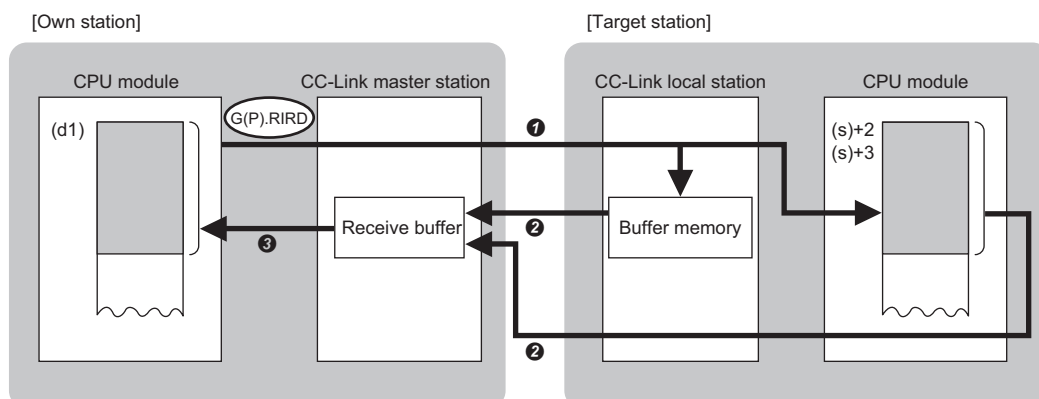 [Own station]
[Target station]
CPU module
CC-Link master station
CC-Link local station
CPU module
(d1)
G(P).RIRD
❶
(s)+2
(s)+3
Receive buffer
❷
Buffer memory
❸
❷